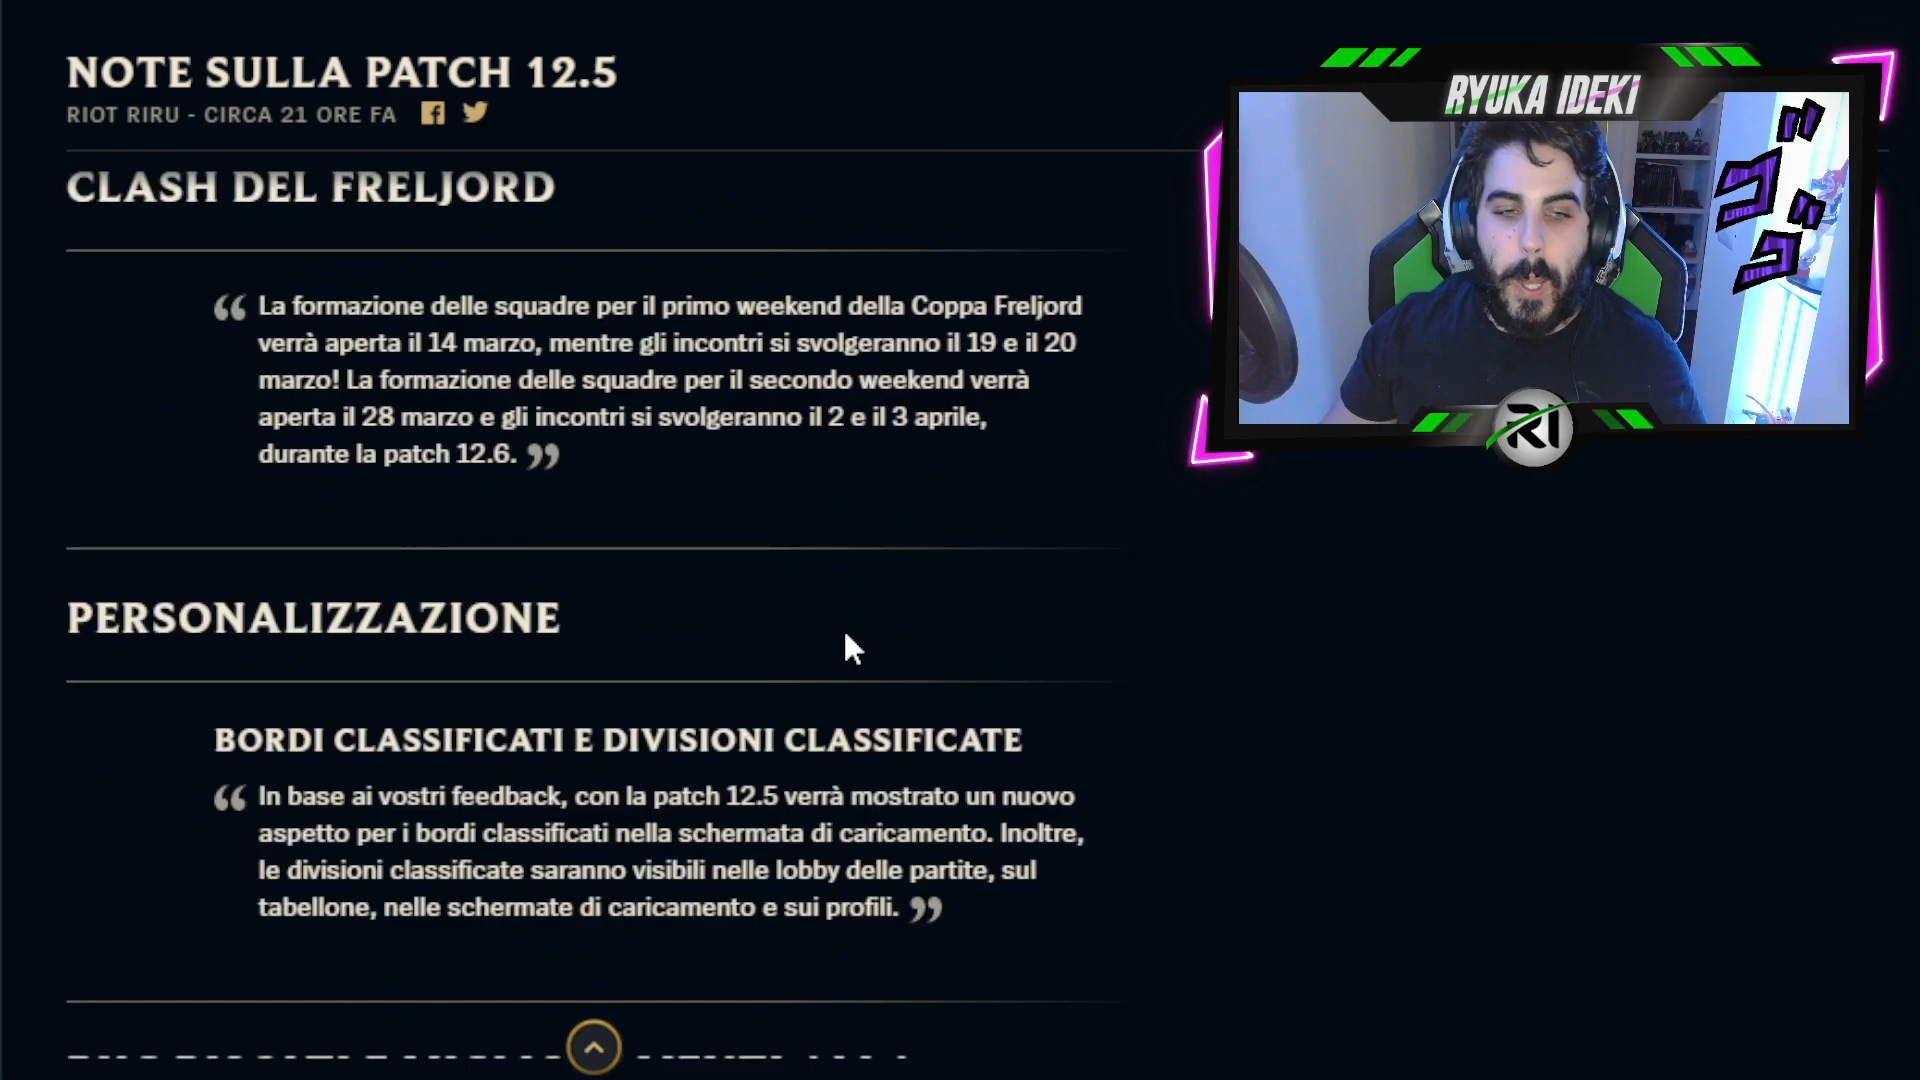 NOTE SULLA PATCH 12.5
RIOT RIRU - CIRCA 21 ORE FA
CLASH DEL FRELJORD
“ La formazione delle squadre per il primo weekend della Coppa Freljord
verrà aperta il 14 marzo, mentre gli incontri si svolgeranno il 19 e il 20
marzo! La formazione delle squadre per il secondo weekend verrà
aperta il 28 marzo e gli incontri si svolgeranno il 2 e il 3 aprile,
durante la patch 12.6. ”
PERSONALIZZAZIONE
BORDI CLASSIFICATI E DIVISIONI CLASSIFICATE
“ In base ai vostri feedback, con la patch 12.5 verrà mostrato un nuovo
aspetto per i bordi classificati nella schermata di caricamento. Inoltre,
le divisioni classificate saranno visibili nelle lobby delle partite, sul
tabellone, nelle schermate di caricamento e sui profili. ”
RYUKA IDEKI
ゴゴ
RI